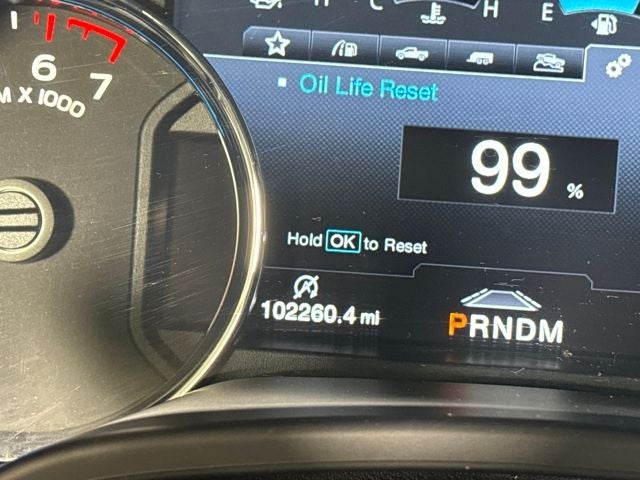 H C H E
6 7
M X 1000
Oil Life Reset
99 %
Hold OK to Reset
102260.4 mi
PRNDM